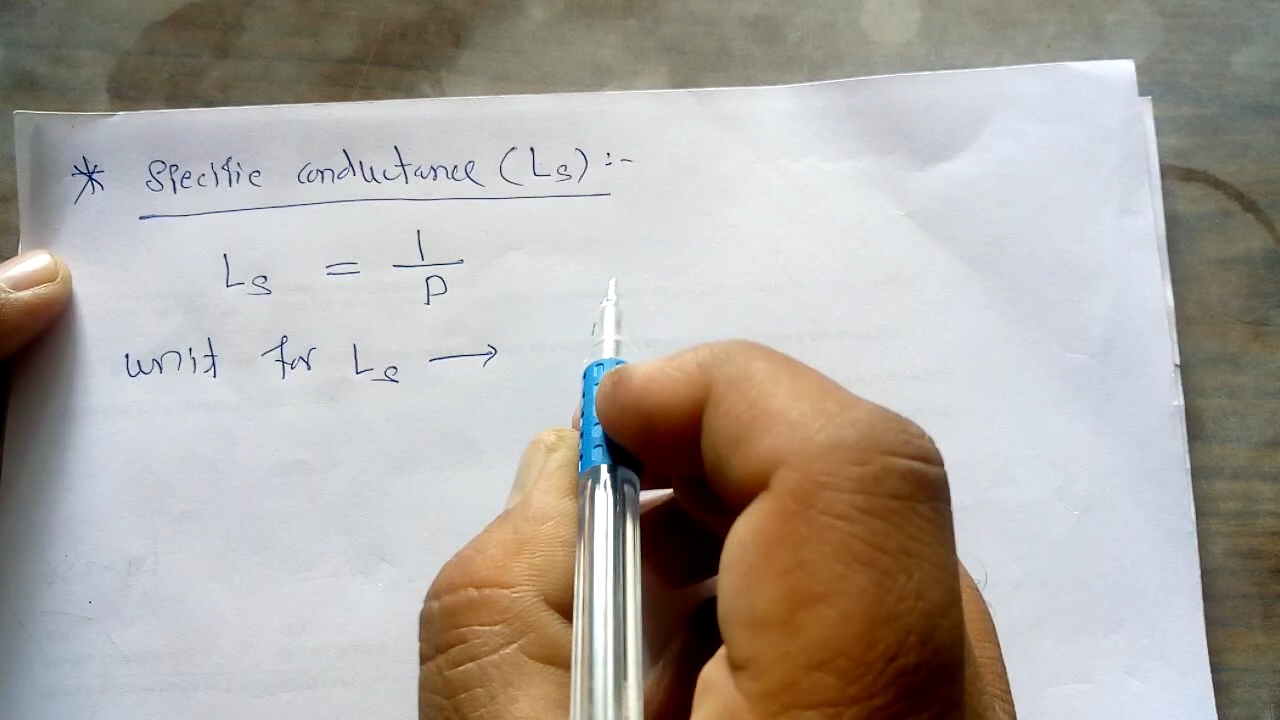 * Specific conductance (Ls) :-
Ls = 1/P
unit for Ls →